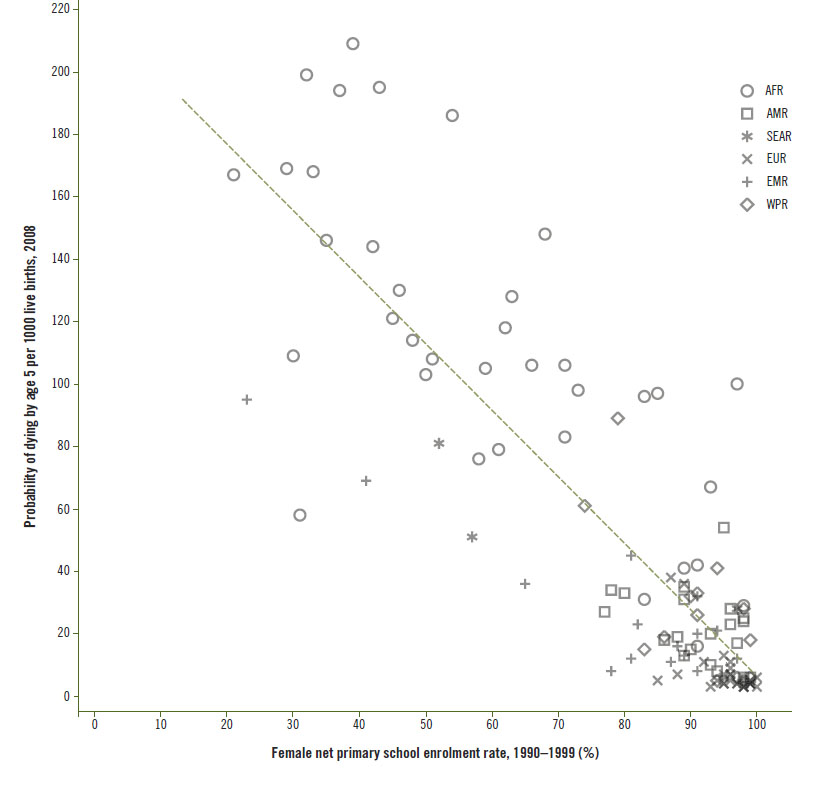 220
200
180
160
140
120
100
80
60
40
20
0
Probability of dying by age 5 per 1000 live births, 2008
AFR
AMR
SEAR
EUR
EMR
WPR
0 10 20 30 40 50 60 70 80 90 100
Female net primary school enrolment rate, 1990–1999 (%)